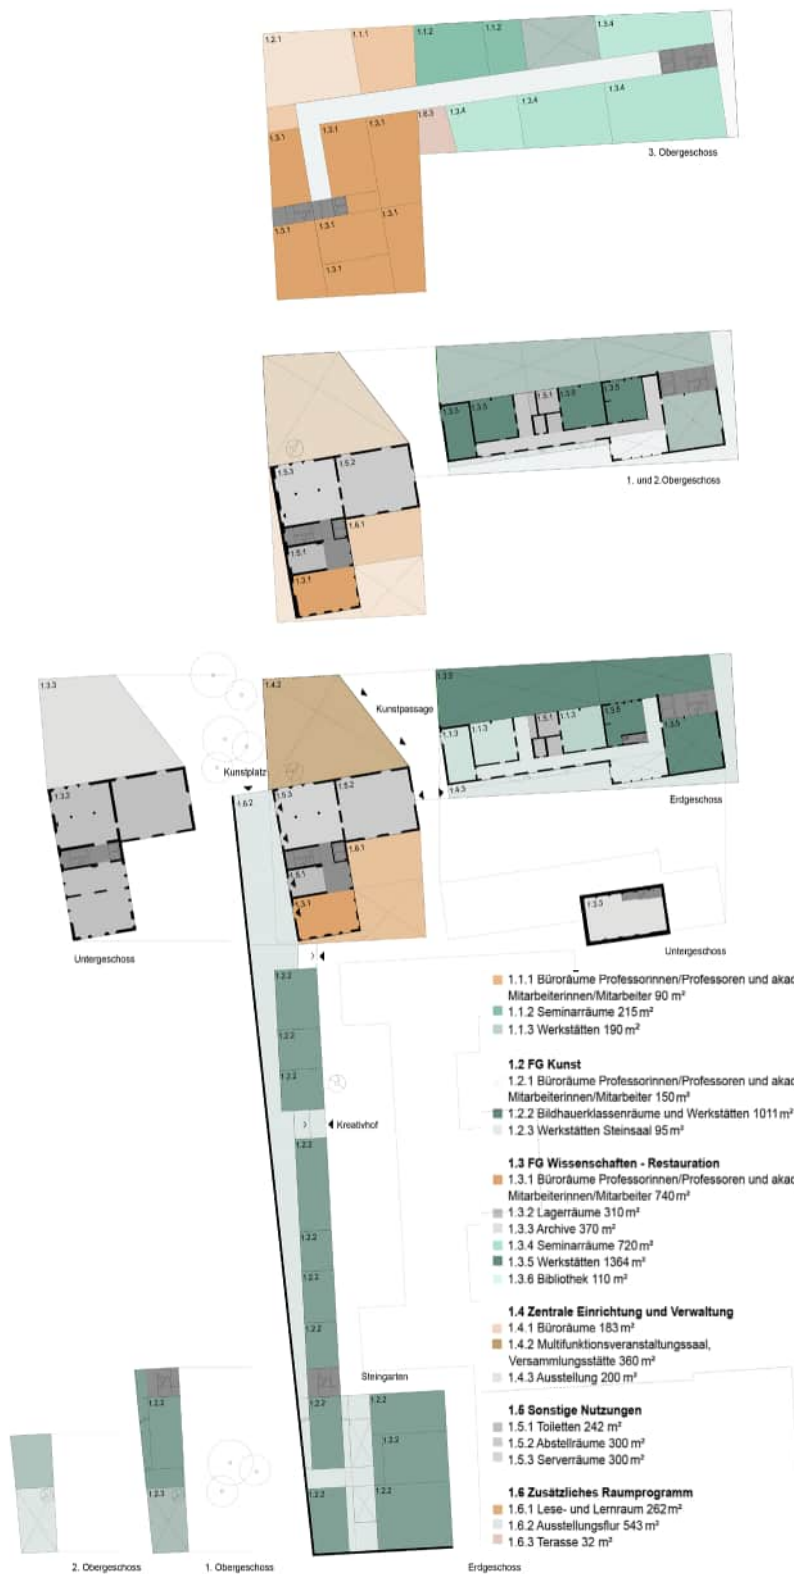 1.2.1
1.1.1
1.1.2
1.1.2
1.3.4
1.3.4
1.3.4
1.3.4
1.6.3
1.3.1
1.3.1
1.3.1
1.3.1
1.3.1
1.3.1
1.3.1
3. Obergeschoss
1.3.5
1.3.5
1.5.1
1.3.5
1.5.3
1.5.2
1.6.1
1.5.1
1.3.1
1. und 2.Obergeschoss
1.3.3
1.4.2
Kunstpassage
1.1.3
1.1.3
1.5.1
1.1.3
1.3.5
1.3.5
Kunstplatz
1.6.2
1.5.3
1.5.2
1.4.3
Erdgeschoss
1.6.1
1.5.1
1.3.1
1.3.3
Untergeschoss
Untergeschoss
1.2.2
1.2.2
1.2.2
Kreativhof
1.2.2
1.2.2
1.2.2
1.2.2
Steingarten
1.2.2
1.2.2
1.2.2
1.2.2
1.2.2
1.2.2
1.2.3
2. Obergeschoss
1. Obergeschoss
Erdgeschoss
1.1.1 Büroräume Professorinnen/Professoren und akad
Mitarbeiterinnen/Mitarbeiter 90 m²
1.1.2 Seminarräume 215 m²
1.1.3 Werkstätten 190 m²
1.2 FG Kunst
1.2.1 Büroräume Professorinnen/Professoren und akad
Mitarbeiterinnen/Mitarbeiter 150 m²
1.2.2 Bildhauerklassenräume und Werkstätten 1011 m²
1.2.3 Werkstätten Steinsaal 95 m²
1.3 FG Wissenschaften - Restauration
1.3.1 Büroräume Professorinnen/Professoren und akad
Mitarbeiterinnen/Mitarbeiter 740 m²
1.3.2 Lagerräume 310 m²
1.3.3 Archive 370 m²
1.3.4 Seminarräume 720 m²
1.3.5 Werkstätten 1364 m²
1.3.6 Bibliothek 110 m²
1.4 Zentrale Einrichtung und Verwaltung
1.4.1 Büroräume 183 m²
1.4.2 Multifunktionsveranstaltungssaal,
Versammlungsstätte 360 m²
1.4.3 Ausstellung 200 m²
1.5 Sonstige Nutzungen
1.5.1 Toiletten 242 m²
1.5.2 Abstellräume 300 m²
1.5.3 Serverräume 300 m²
1.6 Zusätzliches Raumprogramm
1.6.1 Lese- und Lernraum 262 m²
1.6.2 Ausstellungsflur 543 m²
1.6.3 Terasse 32 m²